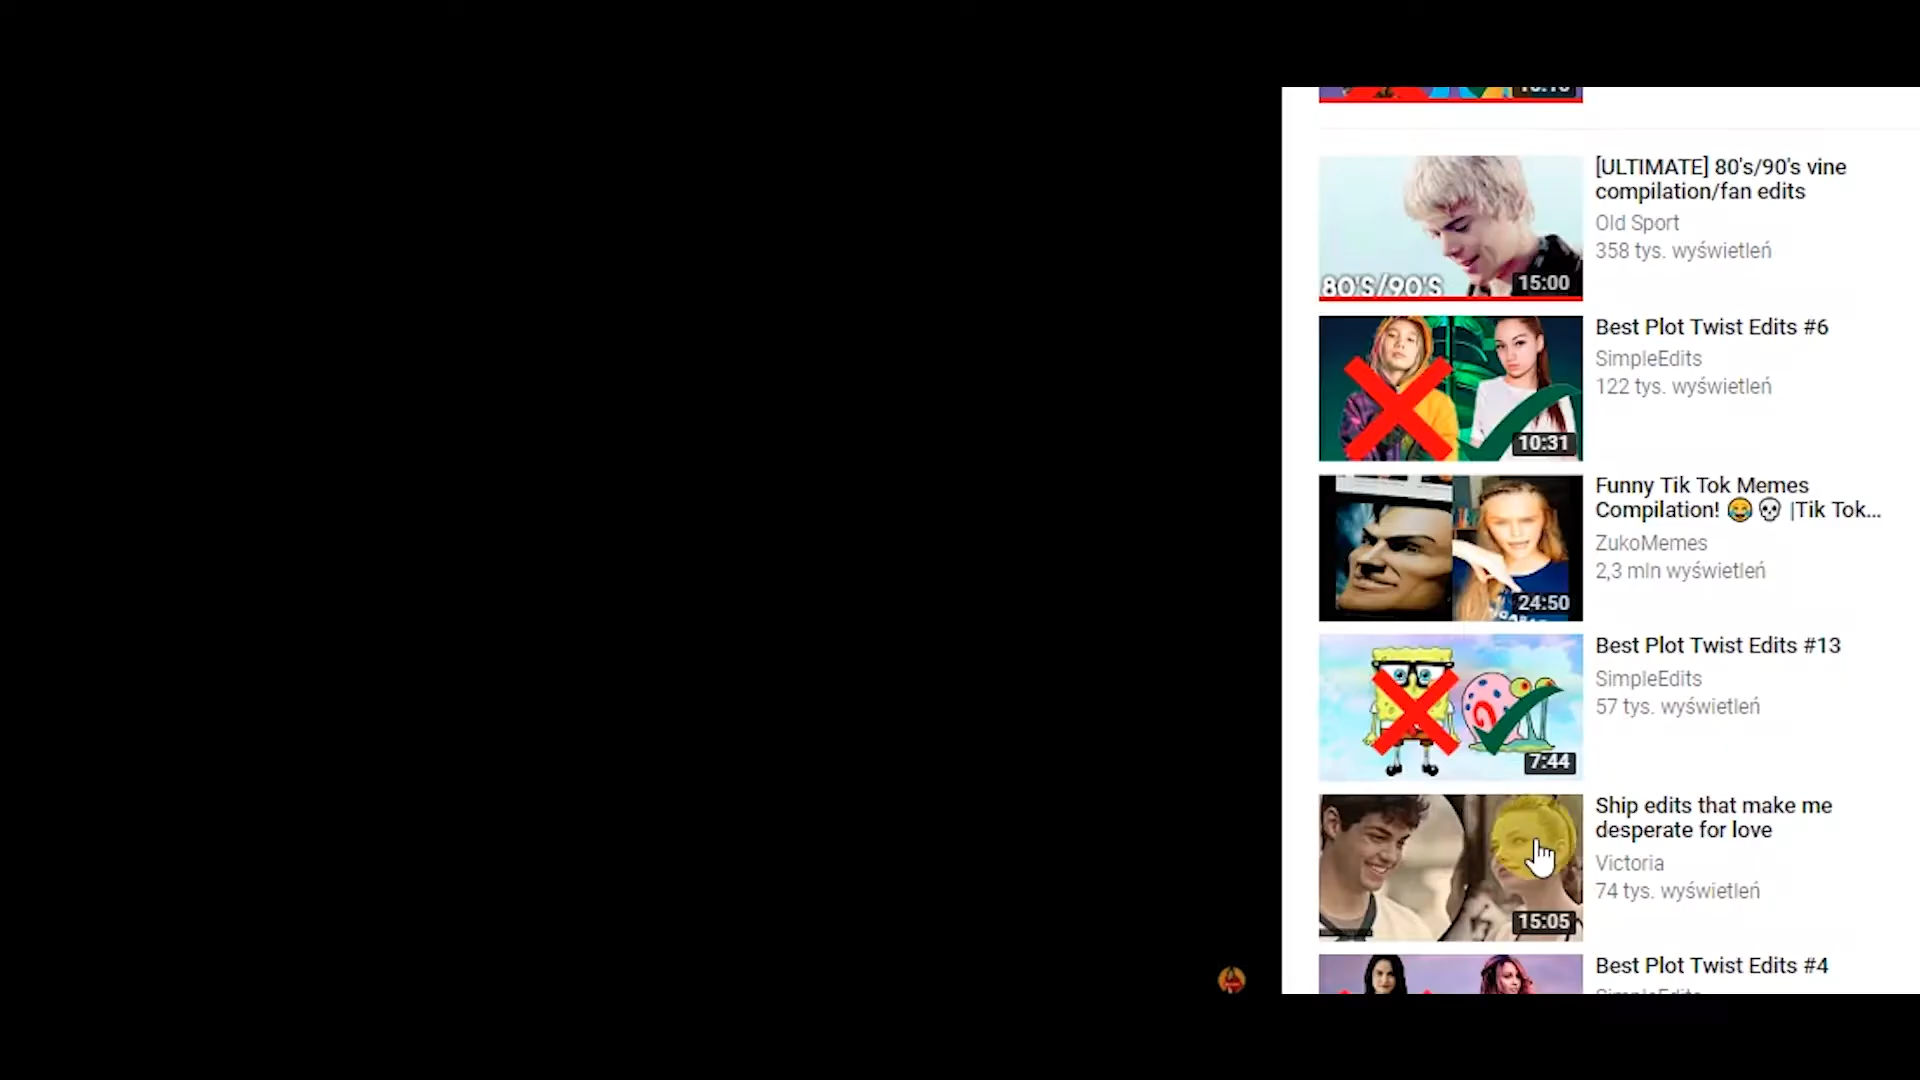 [ULTIMATE] 80's/90's vine
compilation/fan edits
Old Sport
358 tys. wyświetleń
80'S/90'S
15:00
Best Plot Twist Edits #6
SimpleEdits
122 tys. wyświetleń
10:31
Funny Tik Tok Memes
Compilation! 😂💀 |Tik Tok...
ZukoMemes
2,3 mln wyświetleń
24:50
Best Plot Twist Edits #13
SimpleEdits
57 tys. wyświetleń
7:44
Ship edits that make me
desperate for love
Victoria
74 tys. wyświetleń
15:05
Best Plot Twist Edits #4
SimpleEdits